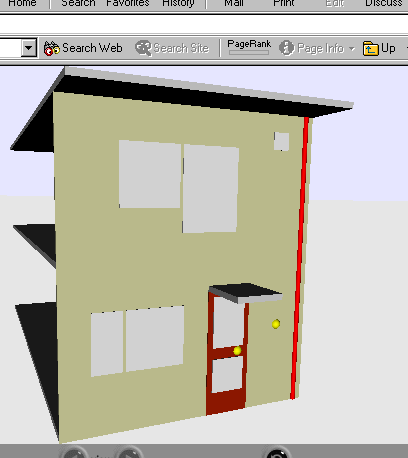 Home Search Favorites History Mail Print Edit Discuss
Search Web Search Site PageRank Page Info Up